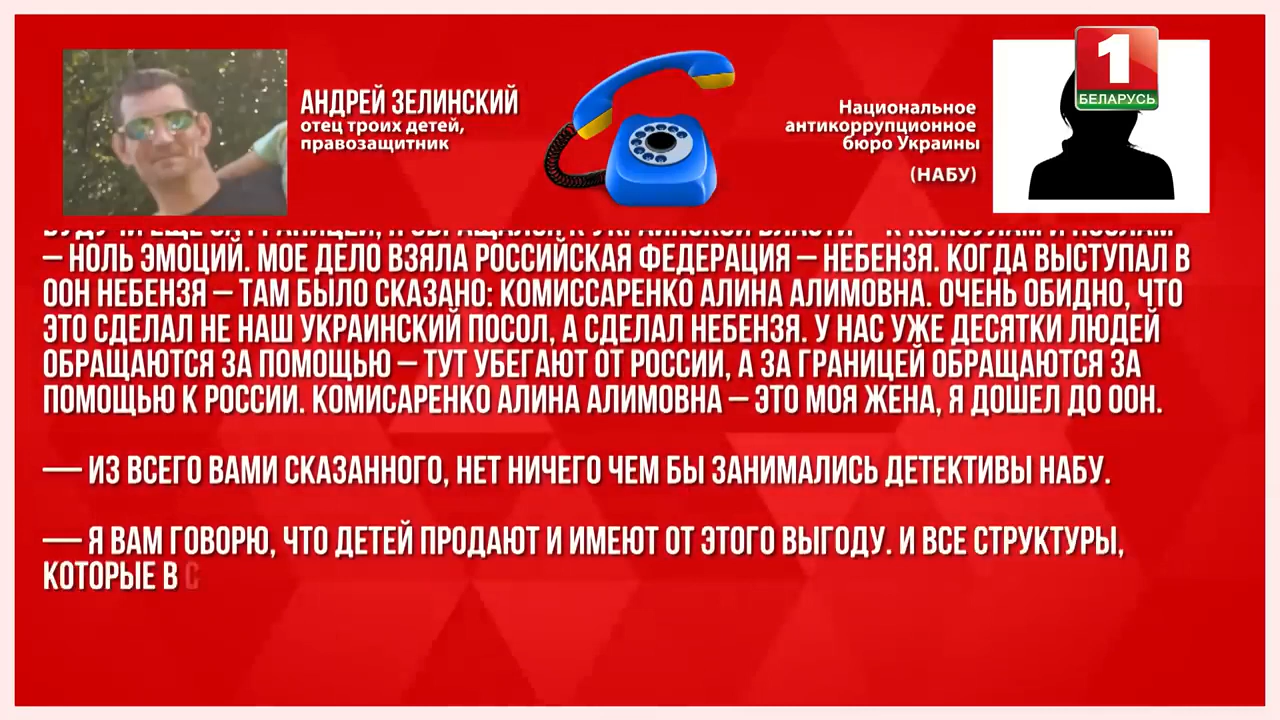 1
БЕЛАРУСЬ
АНДРЕЙ ЗЕЛИНСКИЙ
отец троих детей,
правозащитник
Национальное
антикоррупционное
бюро Украины
(НАБУ)
– НОЛЬ ЭМОЦИЙ. МОЕ ДЕЛО ВЗЯЛА РОССИЙСКАЯ ФЕДЕРАЦИЯ – НЕБЕНЗЯ. КОГДА ВЫСТУПАЛ В
ООН НЕБЕНЗЯ – ТАМ БЫЛО СКАЗАНО: КОМИССАРЕНКО АЛИНА АЛИМОВНА. ОЧЕНЬ ОБИДНО, ЧТО
ЭТО СДЕЛАЛ НЕ НАШ УКРАИНСКИЙ ПОСОЛ, А СДЕЛАЛ НЕБЕНЗЯ. У НАС УЖЕ ДЕСЯТКИ ЛЮДЕЙ
ОБРАЩАЮТСЯ ЗА ПОМОЩЬЮ – ТУТ УБЕГАЮТ ОТ РОССИИ, А ЗА ГРАНИЦЕЙ ОБРАЩАЮТСЯ ЗА
ПОМОЩЬЮ К РОССИИ. КОМИСАРЕНКО АЛИНА АЛИМОВНА – ЭТО МОЯ ЖЕНА, Я ДОШЕЛ ДО ООН.
— ИЗ ВСЕГО ВАМИ СКАЗАННОГО, НЕТ НИЧЕГО ЧЕМ БЫ ЗАНИМАЛИСЬ ДЕТЕКТИВЫ НАБУ.
— Я ВАМ ГОВОРЮ, ЧТО ДЕТЕЙ ПРОДАЮТ И ИМЕЮТ ОТ ЭТОГО ВЫГОДУ. И ВСЕ СТРУКТУРЫ,
КОТОРЫЕ В С